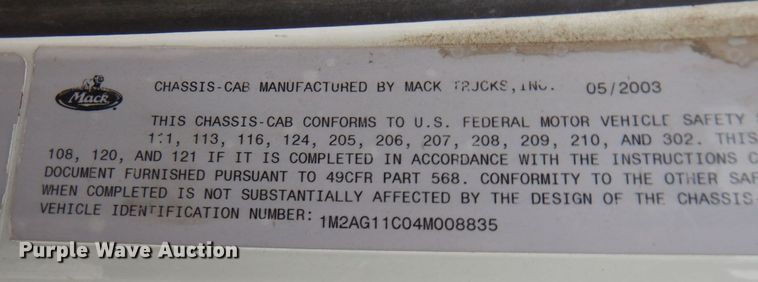 Mack
CHASSIS-CAB MANUFACTURED BY MACK TRUCKS, INC. 05/2003
THIS CHASSIS-CAB CONFORMS TO U.S. FEDERAL MOTOR VEHICLE SAFETY
111, 113, 116, 124, 205, 206, 207, 208, 209, 210, AND 302. THIS
108, 120, AND 121 IF IT IS COMPLETED IN ACCORDANCE WITH THE INSTRUCTIONS
DOCUMENT FURNISHED PURSUANT TO 49CFR PART 568. CONFORMITY TO THE OTHER SAF
WHEN COMPLETED IS NOT SUBSTANTIALLY AFFECTED BY THE DESIGN OF THE CHASSIS-
VEHICLE IDENTIFICATION NUMBER: 1M2AG11C04M008835
Purple Wave Auction